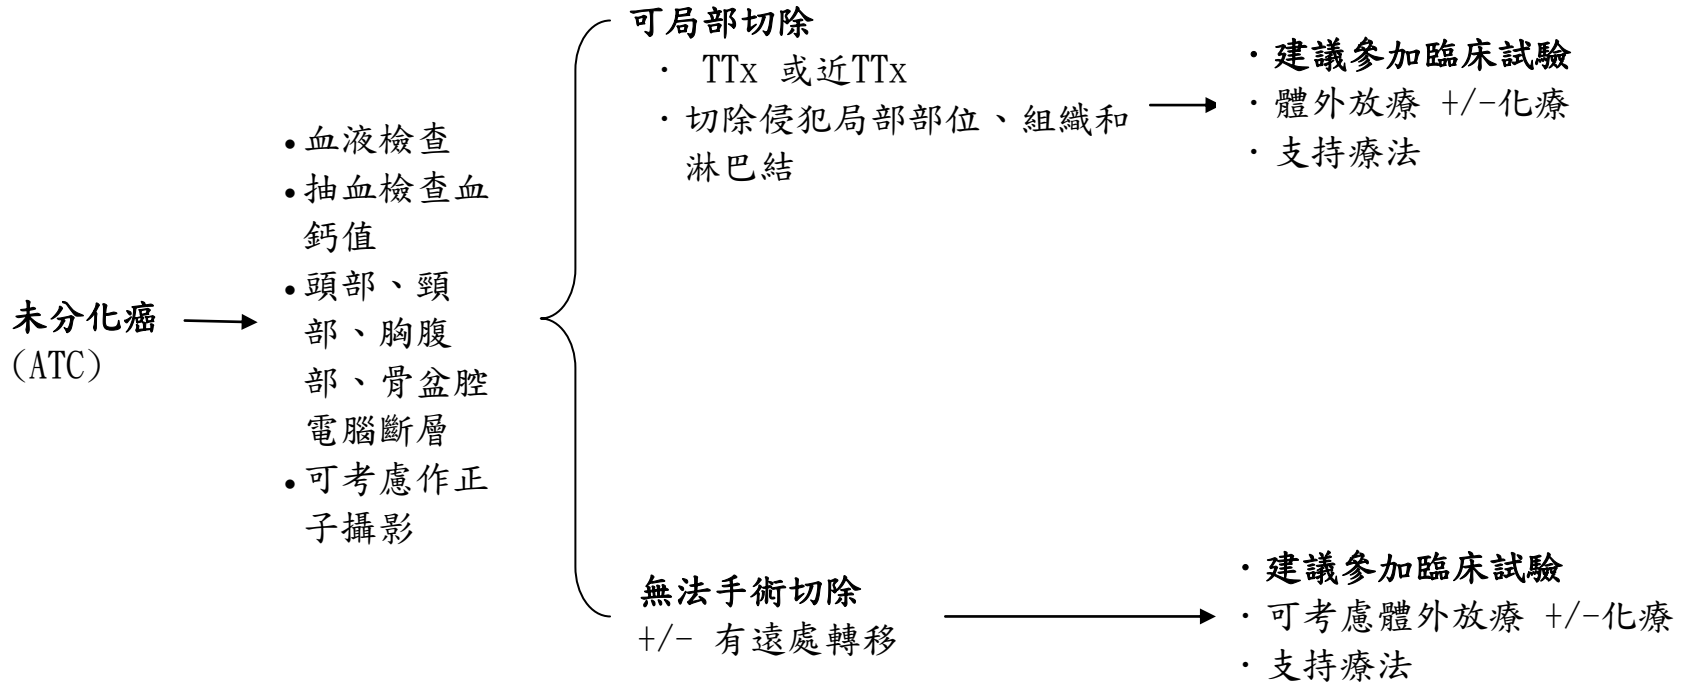 未分化癌
(ATC)
•血液檢查
•抽血檢查血
鈣值
•頭部、頸
部、胸腹
部、骨盆腔
電腦斷層
•可考慮作正
子攝影
可局部切除
· TTx 或近TTx
·切除侵犯局部部位、組織和
淋巴結
·建議參加臨床試驗
·體外放療 +/-化療
·支持療法
無法手術切除
+/- 有遠處轉移
·建議參加臨床試驗
·可考慮體外放療 +/-化療
·支持療法